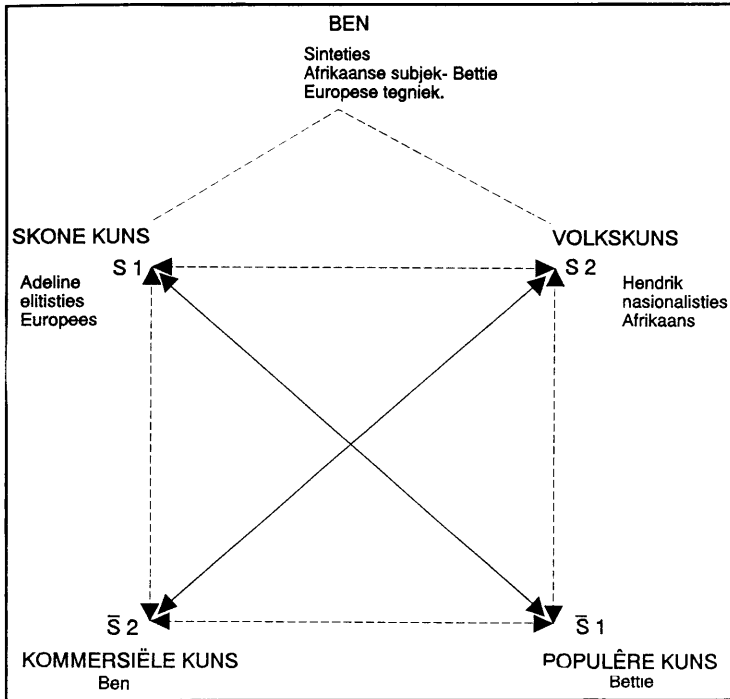 BEN
Sinteties
Afrikaanse subjek- Bettie
Europese tegniek.
SKONE KUNS
VOLKSKUNS
S 1
S 2
Adeline
elitisties
Europees
Hendrik
nasionalisties
Afrikaans
S̅ 2
S̅ 1
KOMMERSIËLE KUNS
Ben
POPULÊRE KUNS
Bettie